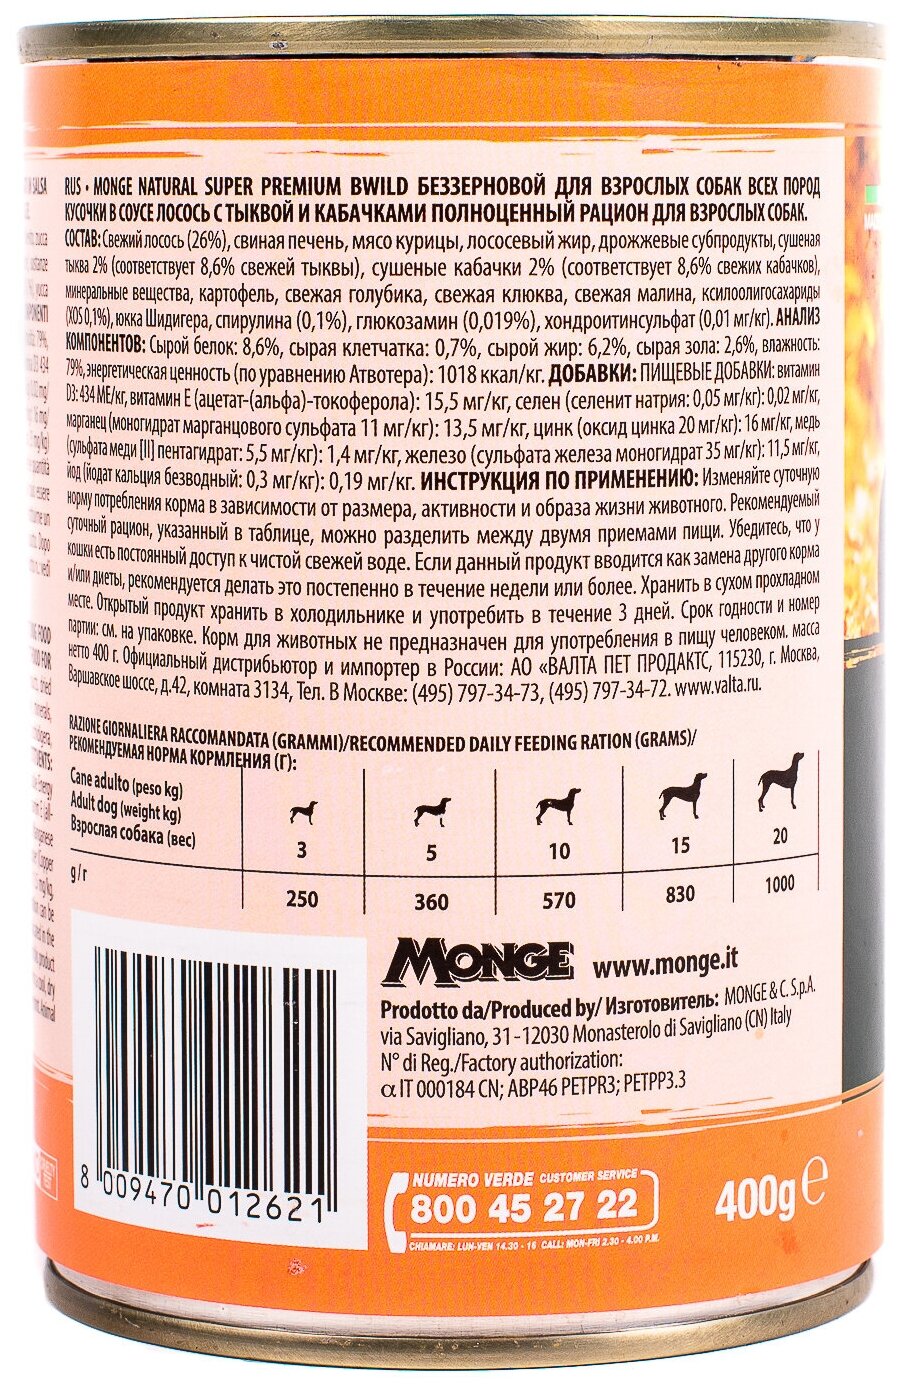 RUS • MONGE NATURAL SUPER PREMIUM BWILD БЕЗЗЕРНОВОЙ ДЛЯ ВЗРОСЛЫХ СОБАК ВСЕХ ПОРОД
КУСОЧКИ В СОУСЕ ЛОСОСЬ С ТЫКВОЙ И КАБАЧКАМИ ПОЛНОЦЕННЫЙ РАЦИОН ДЛЯ ВЗРОСЛЫХ СОБАК.
СОСТАВ: Свежий лосось (26%), свиная печень, мясо курицы, лососевый жир, дрожжевые субпродукты, сушеная
тыква 2% (соответствует 8,6% свежей тыквы), сушеные кабачки 2% (соответствует 8,6% свежих кабачков),
минеральные вещества, картофель, свежая голубика, свежая клюква, свежая малина, ксилоолигосахариды
(XOS 0,1%), юкка Шидигера, спирулина (0,1%), глюкозамин (0,019%), хондроитинсульфат (0,01 мг/кг). АНАЛИЗ
КОМПОНЕНТОВ: Сырой белок: 8,6%, сырая клетчатка: 0,7%, сырой жир: 6,2%, сырая зола: 2,6%, влажность:
79%, энергетическая ценность (по уравнению Атвотера): 1018 ккал/кг. ДОБАВКИ: ПИЩЕВЫЕ ДОБАВКИ: витамин
D3: 434 МЕ/кг, витамин Е (ацетат-(альфа)-токоферола): 15,5 мг/кг, селен (селенит натрия: 0,05 мг/кг): 0,02 мг/кг,
марганец (моногидрат марганцового сульфата 11 мг/кг): 13,5 мг/кг, цинк (оксид цинка 20 мг/кг): 16 мг/кг, медь
(сульфата меди [II] пентагидрат: 5,5 мг/кг): 1,4 мг/кг, железо (сульфата железа моногидрат 35 мг/кг): 11,5 мг/кг,
йод (йодат кальция безводный: 0,3 мг/кг): 0,19 мг/кг. ИНСТРУКЦИЯ ПО ПРИМЕНЕНИЮ: Изменяйте суточную
норму потребления корма в зависимости от размера, активности и образа жизни животного. Рекомендуемый
суточный рацион, указанный в таблице, можно разделить между двумя приемами пищи. Убедитесь, что у
кошки есть постоянный доступ к чистой свежей воде. Если данный продукт вводится как замена другого корма
и/или диеты, рекомендуется делать это постепенно в течение недели или более. Хранить в сухом прохладном
месте. Открытый продукт хранить в холодильнике и употребить в течение 3 дней. Срок годности и номер
партии: см. на упаковке. Корм для животных не предназначен для употребления в пищу человеком. масса
нетто 400 г. Официальный дистрибьютор и импортер в России: АО «ВАЛТА ПЕТ ПРОДАКТС, 115230, г. Москва,
Варшавское шоссе, д.42, комната 3134, Тел. В Москве: (495) 797-34-73, (495) 797-34-72. www.valta.ru.
RAZIONE GIORNALIERA RACCOMANDATA (GRAMMI)/RECOMMENDED DAILY FEEDING RATION (GRAMS)/
РЕКОМЕНДУЕМАЯ НОРМА КОРМЛЕНИЯ (Г):
Cane adulto (peso kg)
Adult dog (weight kg)
Взрослая собака (вес)
3 5 10 15 20
g/г
250 360 570 830 1000
MONGE www.monge.it
Prodotto da/Produced by/ Изготовитель: MONGE & C. S.p.A.
via Savigliano, 31 -12030 Monasterolo di Savigliano (CN) Italy
N° di Reg./Factory authorization:
α IT 000184 CN; ABP46 PETPR3; PETPP3.3
8 009470 012621
NUMERO VERDE CUSTOMER SERVICE
800 45 27 22
CHIAMARE: LUN-VEN 14.30 - 16 CALL: MON-FRI 2.30 - 4.00 P.M.
400g ℮